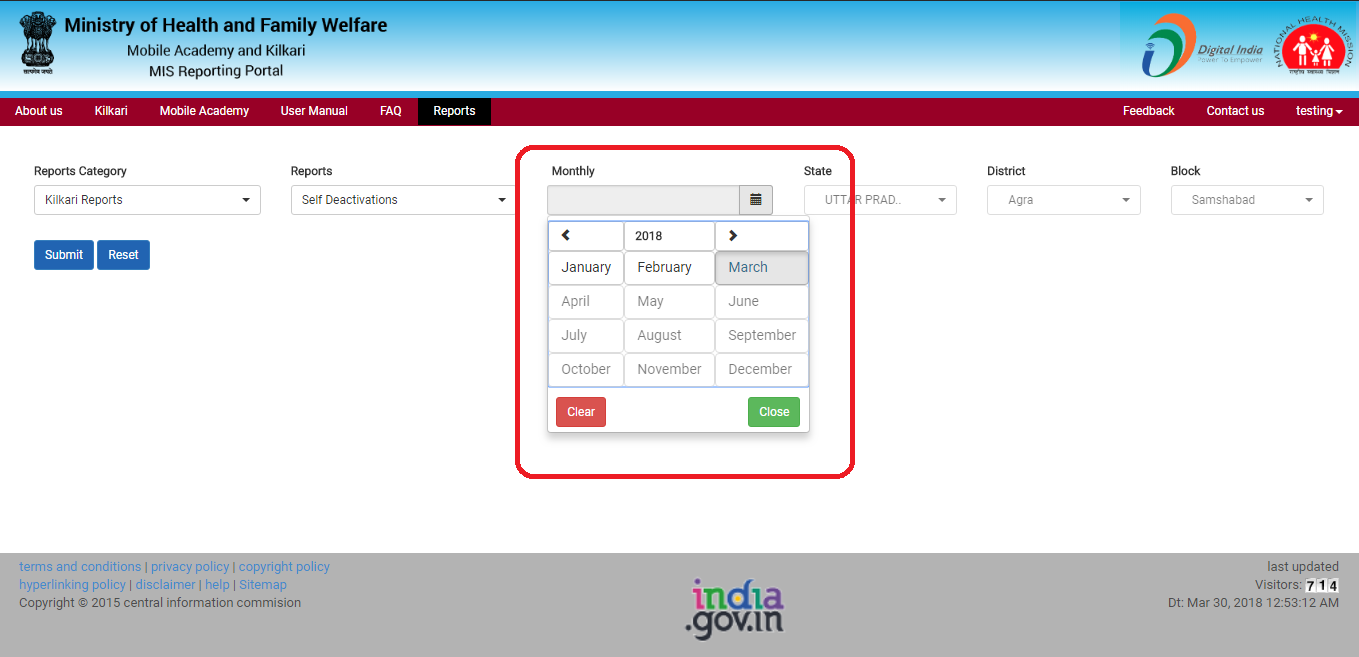 Ministry of Health and Family Welfare
Mobile Academy and Kilkari
MIS Reporting Portal
सत्यमेव जयते
Digital India
Power To Empower
NATIONAL HEALTH MISSION
राष्ट्रीय स्वास्थ्य मिशन
About us Kilkari Mobile Academy User Manual FAQ Reports Feedback Contact us testing
Reports Category Reports Monthly State District Block
Kilkari Reports Self Deactivations UTTAR PRAD.. Agra Samshabad
Submit Reset
2018
January February March
April May June
July August September
October November December
Clear Close
terms and conditions | privacy policy | copyright policy
hyperlinking policy | disclaimer | help | Sitemap
Copyright © 2015 central information commision
india
.gov.in
last updated
Visitors: 714
Dt: Mar 30, 2018 12:53:12 AM